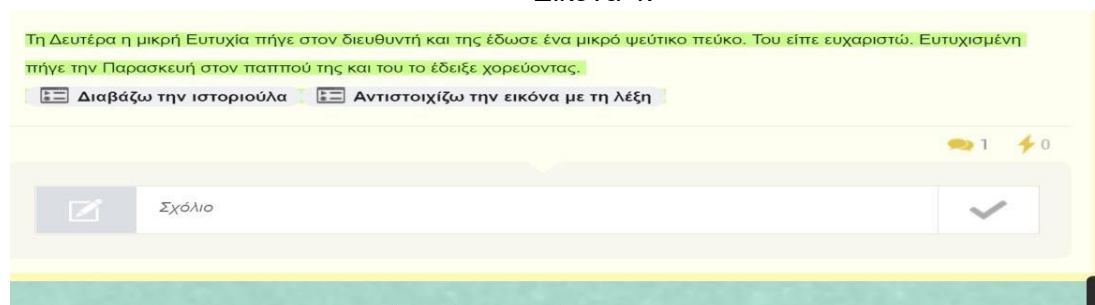 Τη Δευτέρα η μικρή Ευτυχία πήγε στον διευθυντή και της έδωσε ένα μικρό ψεύτικο πεύκο. Του είπε ευχαριστώ. Ευτυχισμένη
πήγε την Παρασκευή στον παππού της και του το έδειξε χορεύοντας.
Διαβάζω την ιστοριούλα Αντιστοιχίζω την εικόνα με τη λέξη
1 0
Σχόλιο